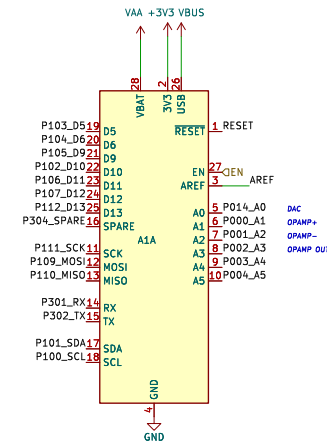 VAA +3V3 VBUS
28 2 26
VBAT 3V3 USB
P103_D5 19 D5
P104_D6 20 D6
P105_D9 21 D9
P102_D10 22 D10
P106_D11 23 D11
P107_D12 24 D12
P112_D13 25 D13
P304_SPARE 16 SPARE
P111_SCK 11 SCK
P109_MOSI 12 MOSI
P110_MISO 13 MISO
P301_RX 14 RX
P302_TX 15 TX
P101_SDA 17 SDA
P100_SCL 18 SCL
A1A
RESET 1 RESET
EN 27 EN
AREF 3 AREF
A0 5 P014_A0 DAC
A1 6 P000_A1 OPAMP+
A2 7 P001_A2 OPAMP-
A3 8 P002_A3 OPAMP OUT
A4 9 P003_A4
A5 10 P004_A5
GND
4
GND